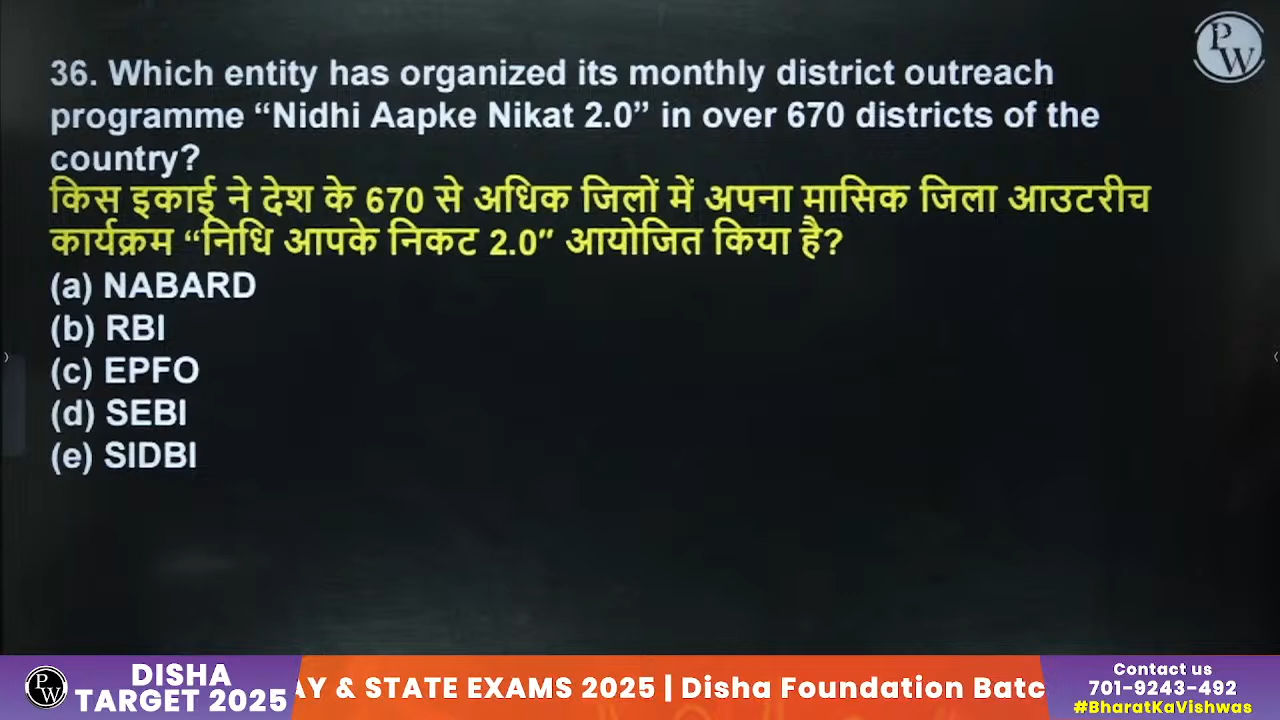 PW
36. Which entity has organized its monthly district outreach
programme “Nidhi Aapke Nikat 2.0” in over 670 districts of the
country?
किस इकाई ने देश के 670 से अधिक जिलों में अपना मासिक जिला आउटरीच
कार्यक्रम “निधि आपके निकट 2.0” आयोजित किया है?
(a) NABARD
(b) RBI
(c) EPFO
(d) SEBI
(e) SIDBI
PW
DISHA
TARGET 2025
AY & STATE EXAMS 2025 | Disha Foundation Batc
Contact us
701-9243-492
#BharatKaVishwas